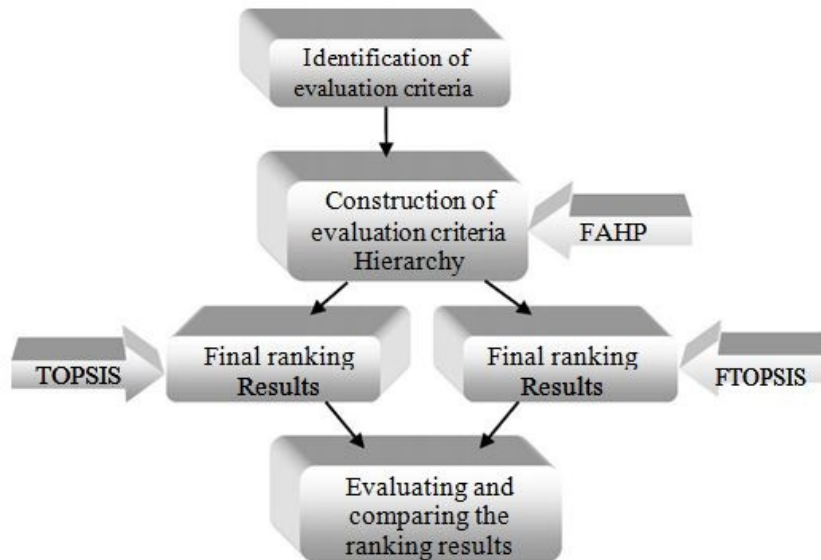 Identification of
evaluation criteria
Construction of
evaluation criteria
Hierarchy
FAHP
TOPSIS
Final ranking
Results
Final ranking
Results
FTOPSIS
Evaluating and
comparing the
ranking results